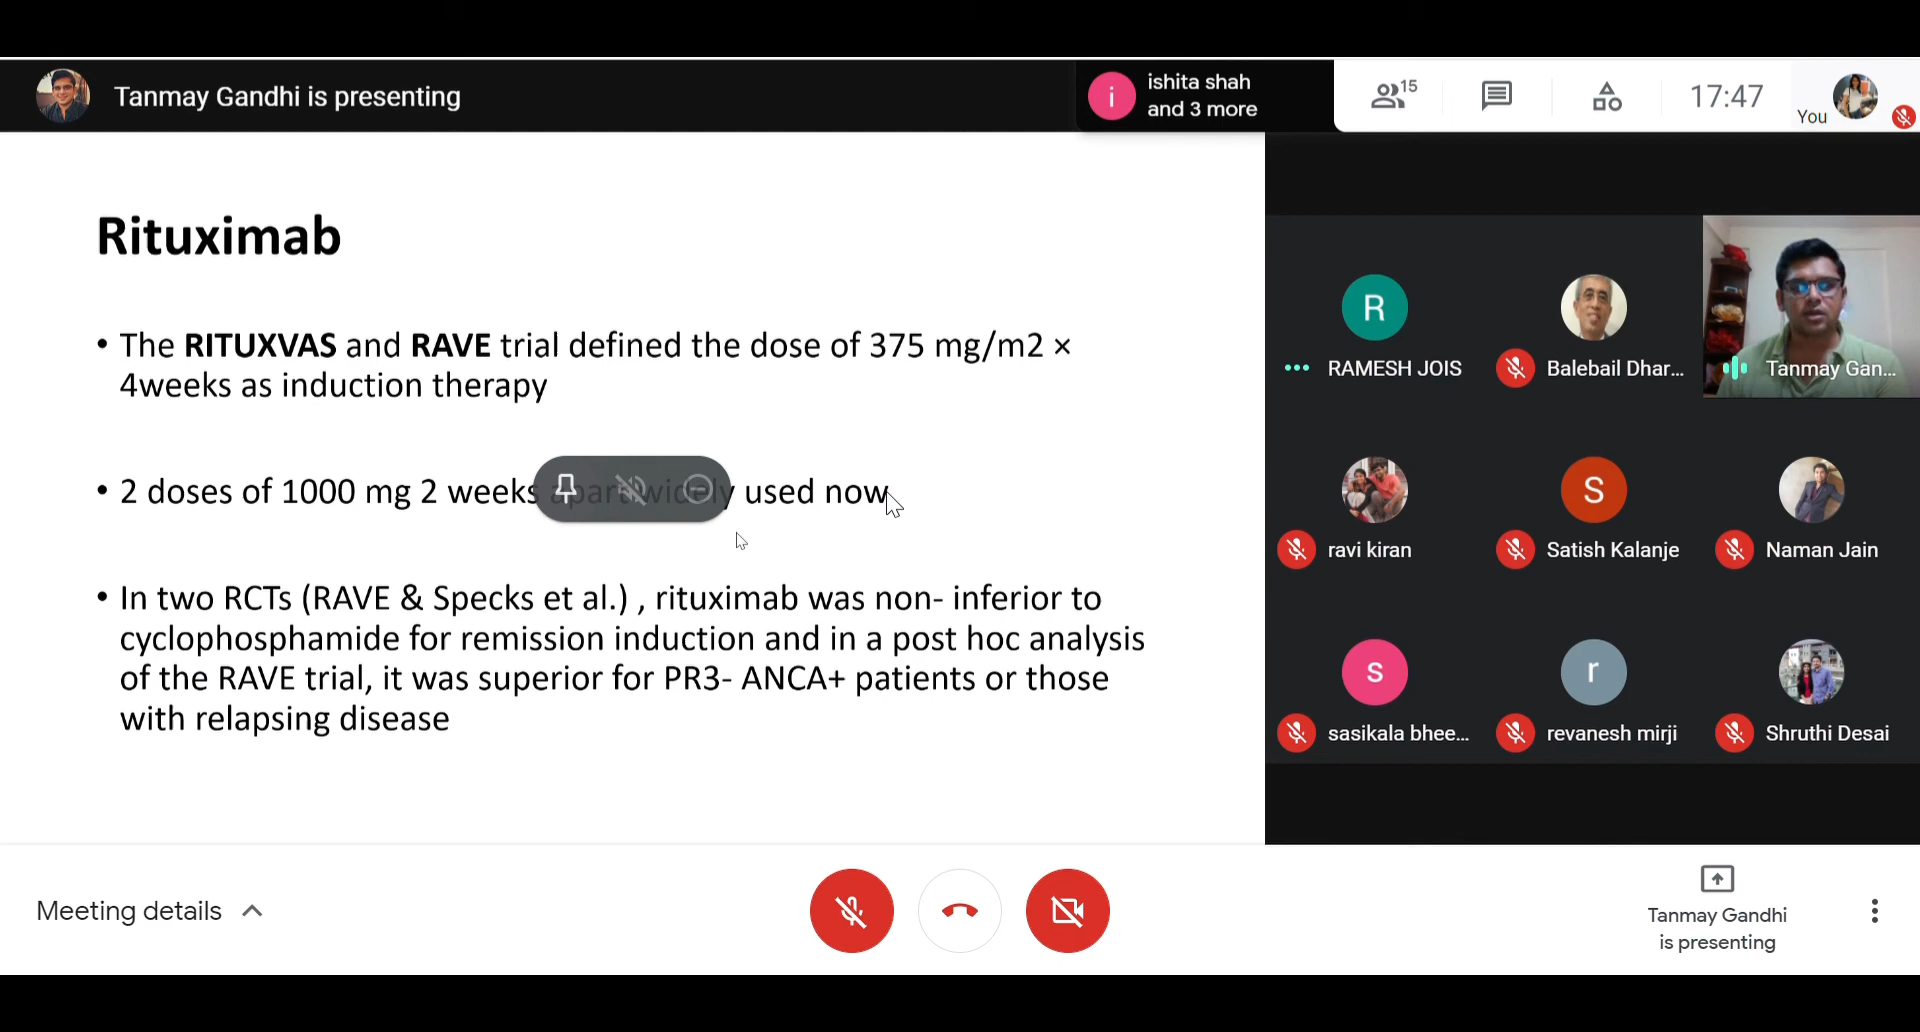 Tanmay Gandhi is presenting
ishita shah
and 3 more
15
17:47
You
Rituximab
• The RITUXVAS and RAVE trial defined the dose of 375 mg/m2 ×
4weeks as induction therapy
• 2 doses of 1000 mg 2 weeks apart widely used now
• In two RCTs (RAVE & Specks et al.) , rituximab was non- inferior to
cyclophosphamide for remission induction and in a post hoc analysis
of the RAVE trial, it was superior for PR3- ANCA+ patients or those
with relapsing disease
i
R
RAMESH JOIS
Balebail Dhar...
Tanmay Gan...
ravi kiran
S
Satish Kalanje
Naman Jain
s
sasikala bhee...
r
revanesh mirji
Shruthi Desai
Meeting details
Tanmay Gandhi
is presenting